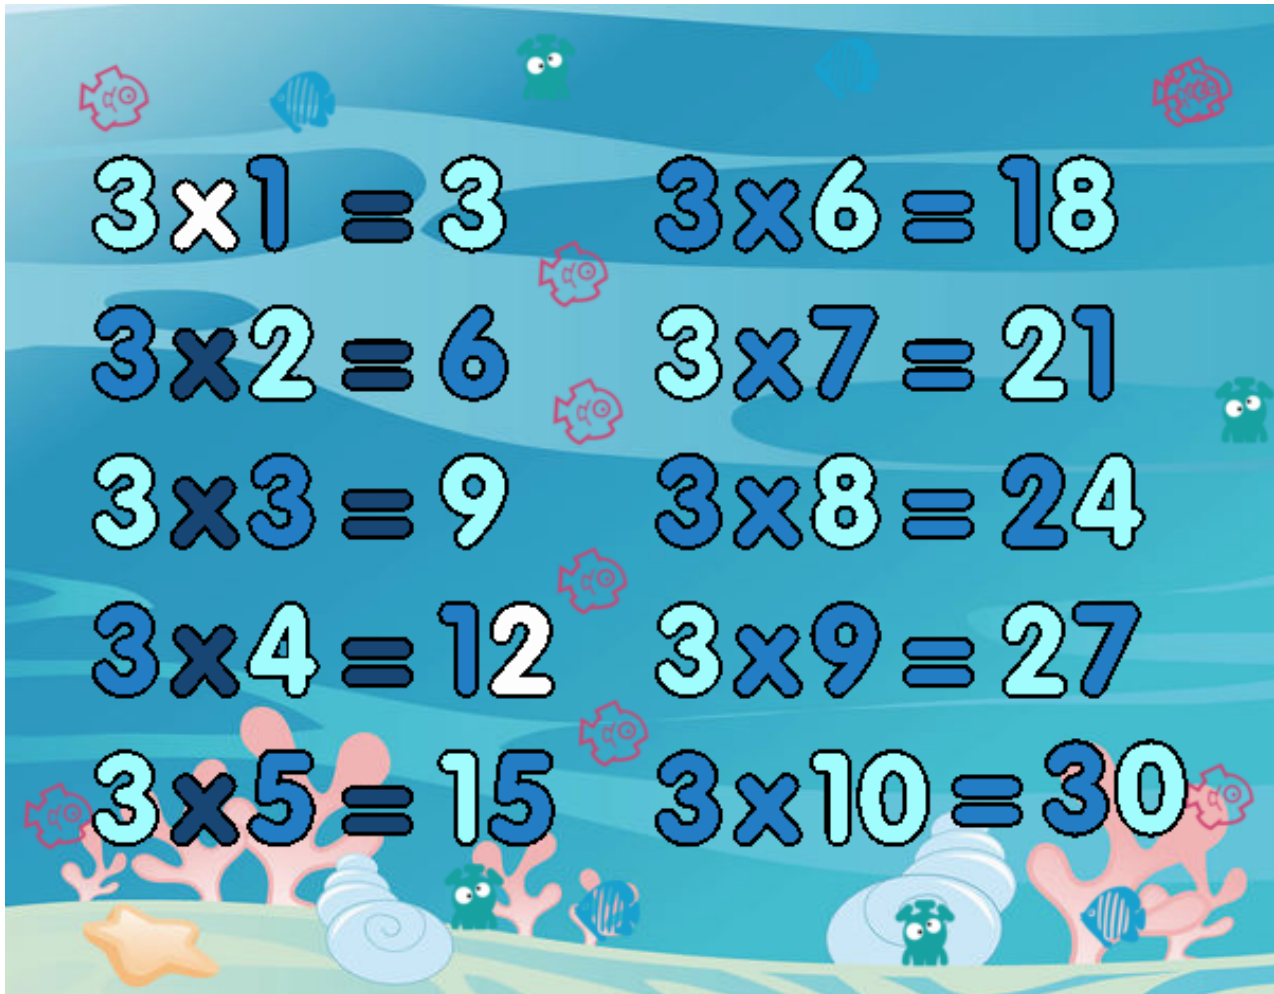 3x1 = 3
3x2 = 6
3x3 = 9
3x4 = 12
3x5 = 15
3x6 = 18
3x7 = 21
3x8 = 24
3x9 = 27
3x10 = 30